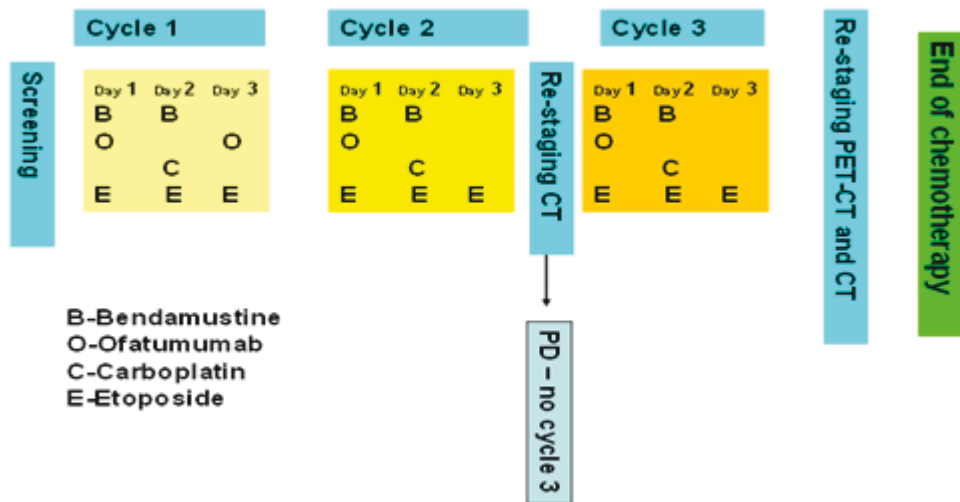 Cycle 1
Cycle 2
Cycle 3
Screening
Day 1 Day 2 Day 3
B B
O O
C
E E E
Day 1 Day 2 Day 3
B B
O
C
E E E
Re-staging CT
Day 1 Day 2 Day 3
B B
O
C
E E E
Re-staging PET-CT and CT
End of chemotherapy
PD – no cycle 3
B-Bendamustine
O-Ofatumumab
C-Carboplatin
E-Etoposide